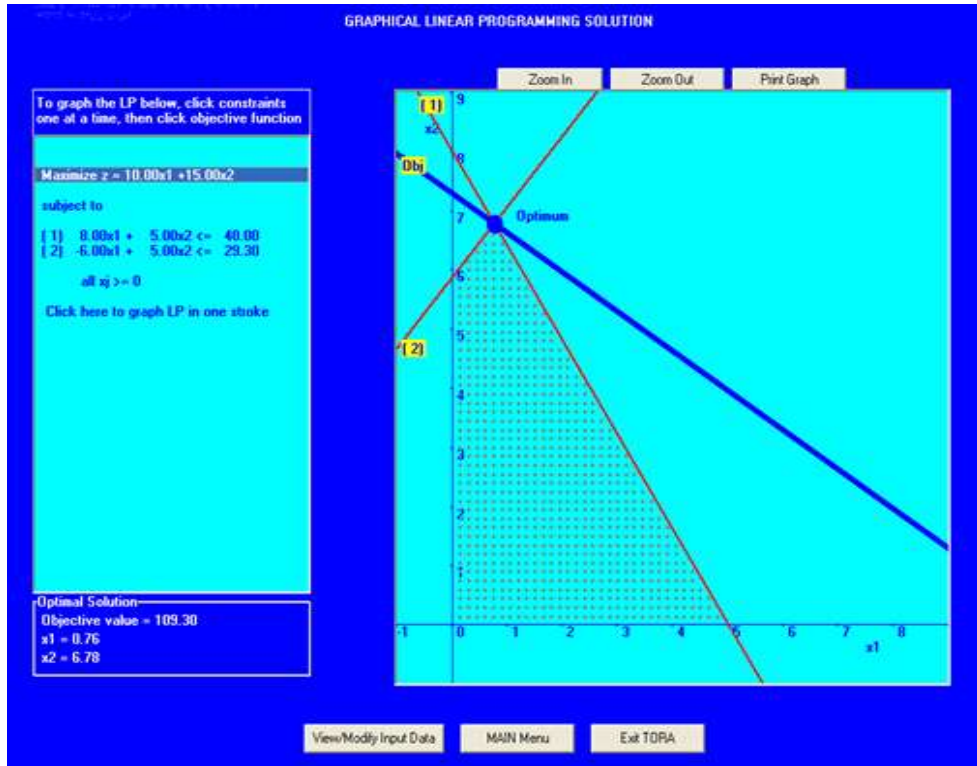 GRAPHICAL LINEAR PROGRAMMING SOLUTION
Zoom In Zoom Out Print Graph
To graph the LP below, click constraints
one at a time, then click objective function
Maximize z = 10.00x1 +15.00x2
subject to
( 1) 8.00x1 + 5.00x2 <= 40.00
( 2) -6.00x1 + 5.00x2 <= 29.30
all xj >= 0
Click here to graph LP in one stroke
Optimal Solution
Objective value = 109.30
x1 = 0.76
x2 = 6.78
( 1)
9
x2
8
Obj
7
Optimum
6
5
( 2)
4
3
2
1
-1 0 1 2 3 4 5 6 7 8
x1
View/Modify Input Data MAIN Menu Exit TORA